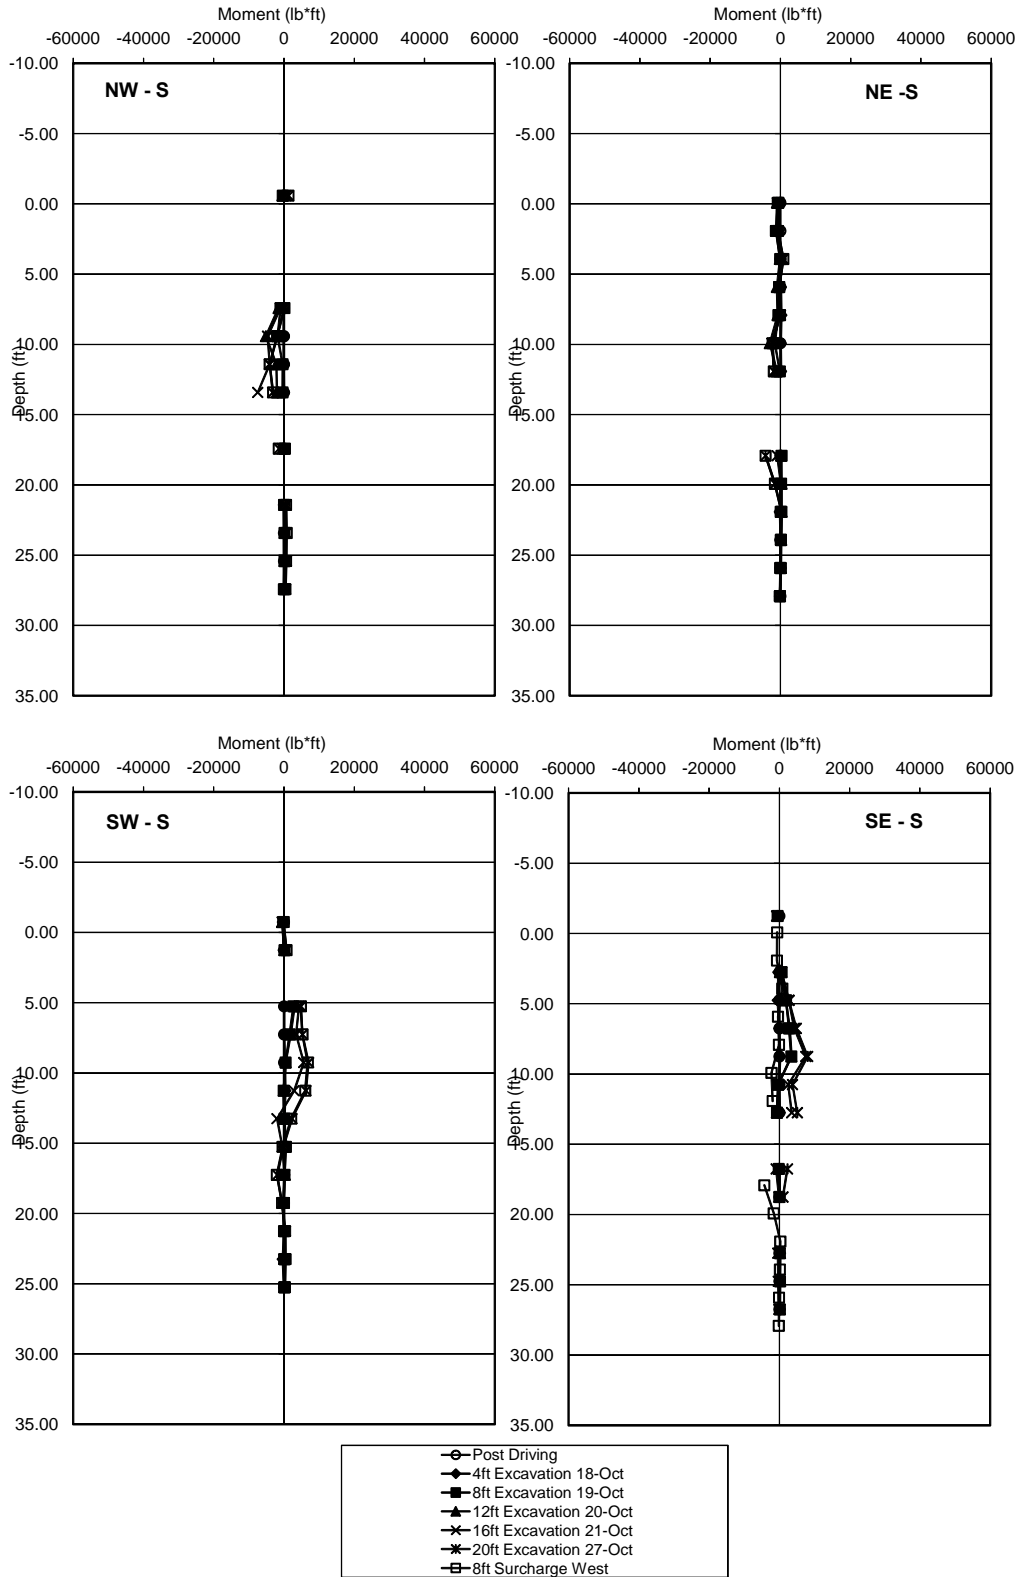 Moment (lb*ft)
-60000 -40000 -20000 0 20000 40000 60000
-10.00
-5.00
0.00
5.00
10.00
15.00
20.00
25.00
30.00
35.00
Depth (ft)
NW - S
Moment (lb*ft)
-60000 -40000 -20000 0 20000 40000 60000
-10.00
-5.00
0.00
5.00
10.00
15.00
20.00
25.00
30.00
35.00
Depth (ft)
NE -S
Moment (lb*ft)
-60000 -40000 -20000 0 20000 40000 60000
-10.00
-5.00
0.00
5.00
10.00
15.00
20.00
25.00
30.00
35.00
Depth (ft)
SW - S
Moment (lb*ft)
-60000 -40000 -20000 0 20000 40000 60000
-10.00
-5.00
0.00
5.00
10.00
15.00
20.00
25.00
30.00
35.00
Depth (ft)
SE - S
Post Driving
4ft Excavation 18-Oct
8ft Excavation 19-Oct
12ft Excavation 20-Oct
16ft Excavation 21-Oct
20ft Excavation 27-Oct
8ft Surcharge West